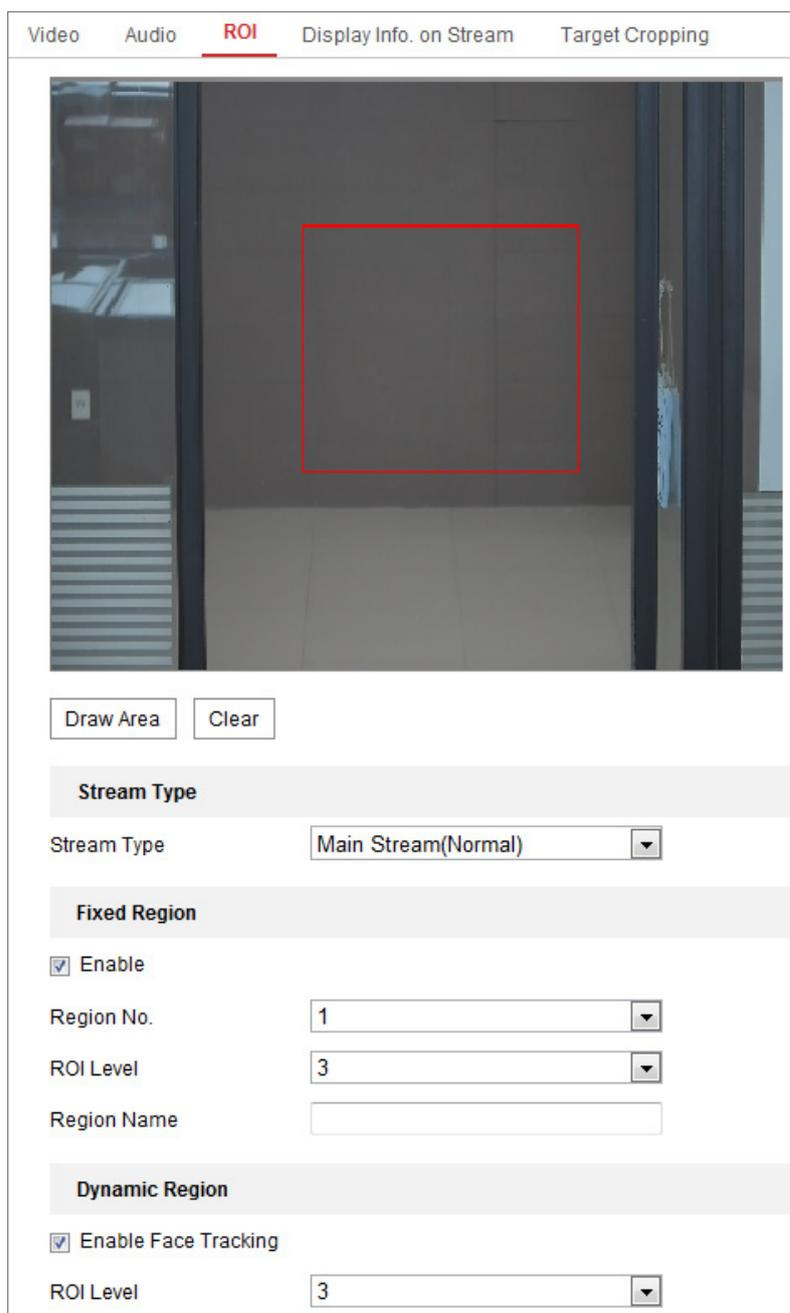 Video Audio ROI Display Info. on Stream Target Cropping
Draw Area Clear
Stream Type
Stream Type Main Stream(Normal)
Fixed Region
Enable
Region No. 1
ROI Level 3
Region Name
Dynamic Region
Enable Face Tracking
ROI Level 3